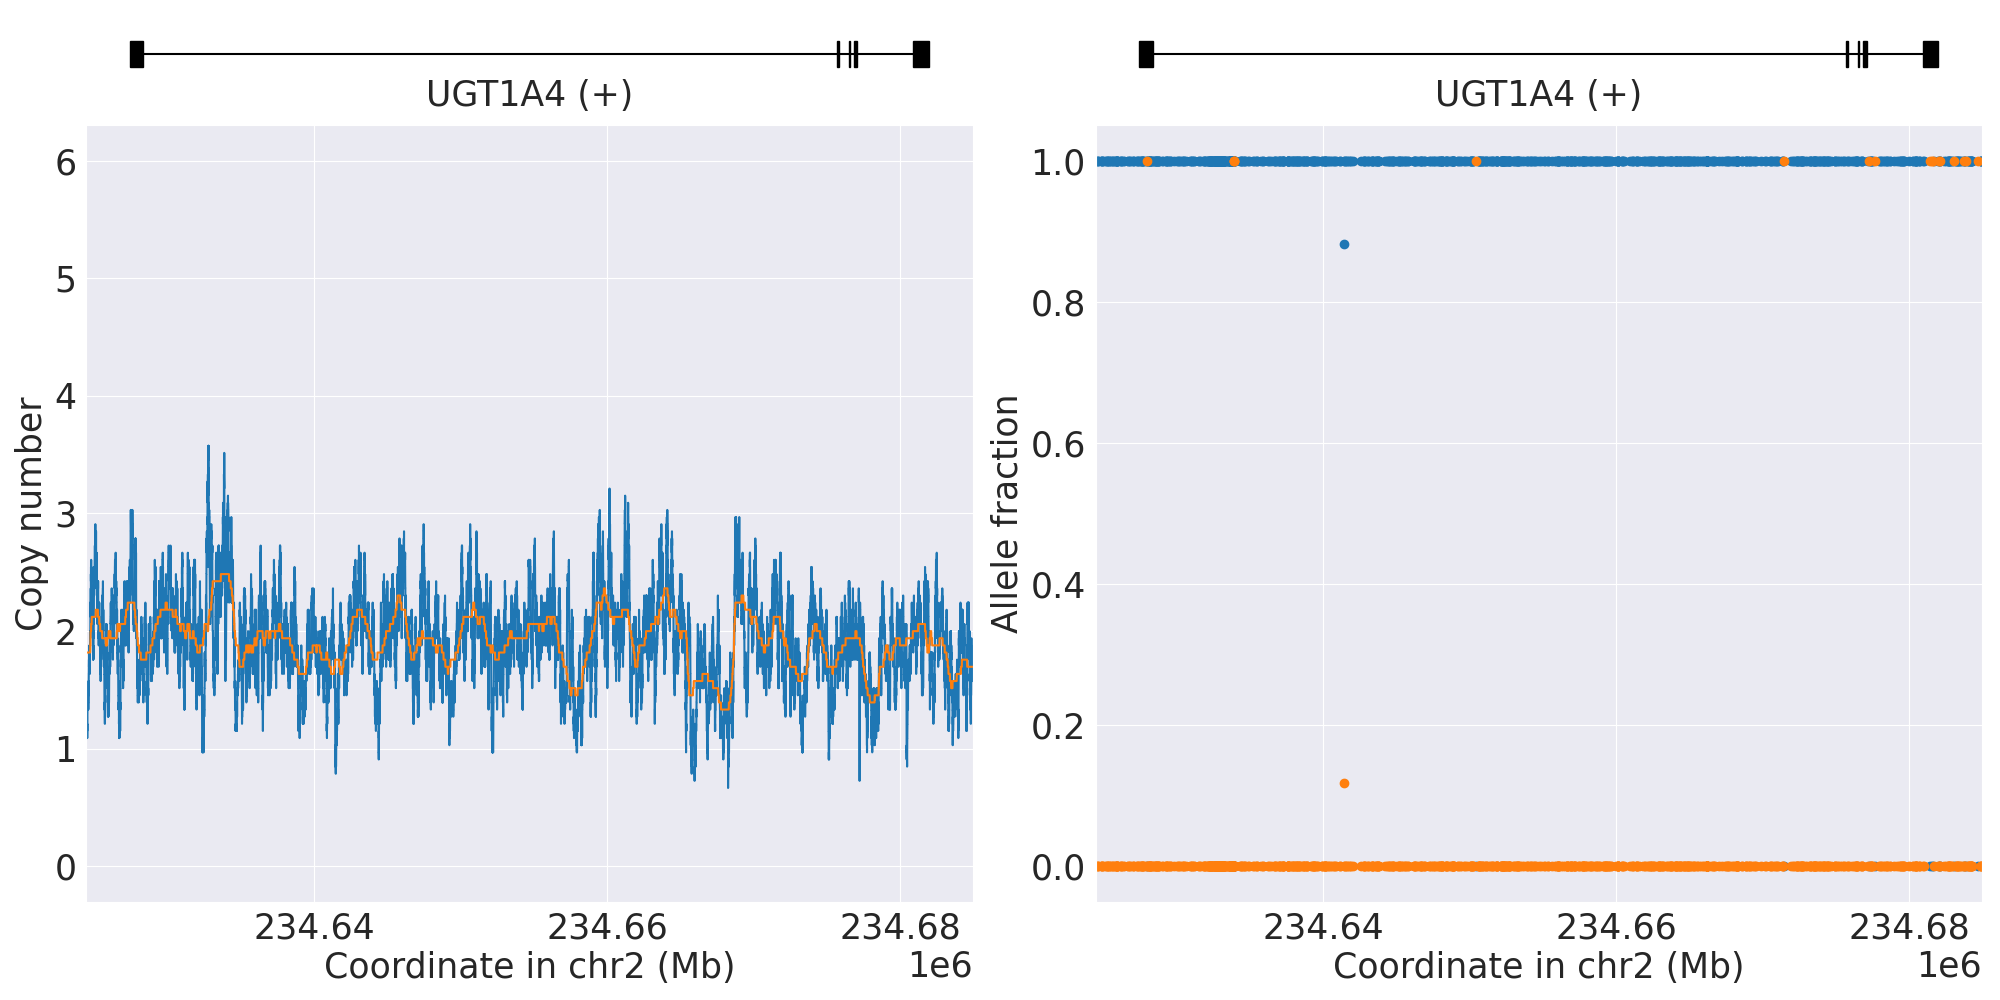 UGT1A4 (+)
6
5
4
3
2
1
0
Copy number
234.64 234.66 234.68
1e6
Coordinate in chr2 (Mb)
UGT1A4 (+)
1.0
0.8
0.6
0.4
0.2
0.0
Allele fraction
234.64 234.66 234.68
1e6
Coordinate in chr2 (Mb)